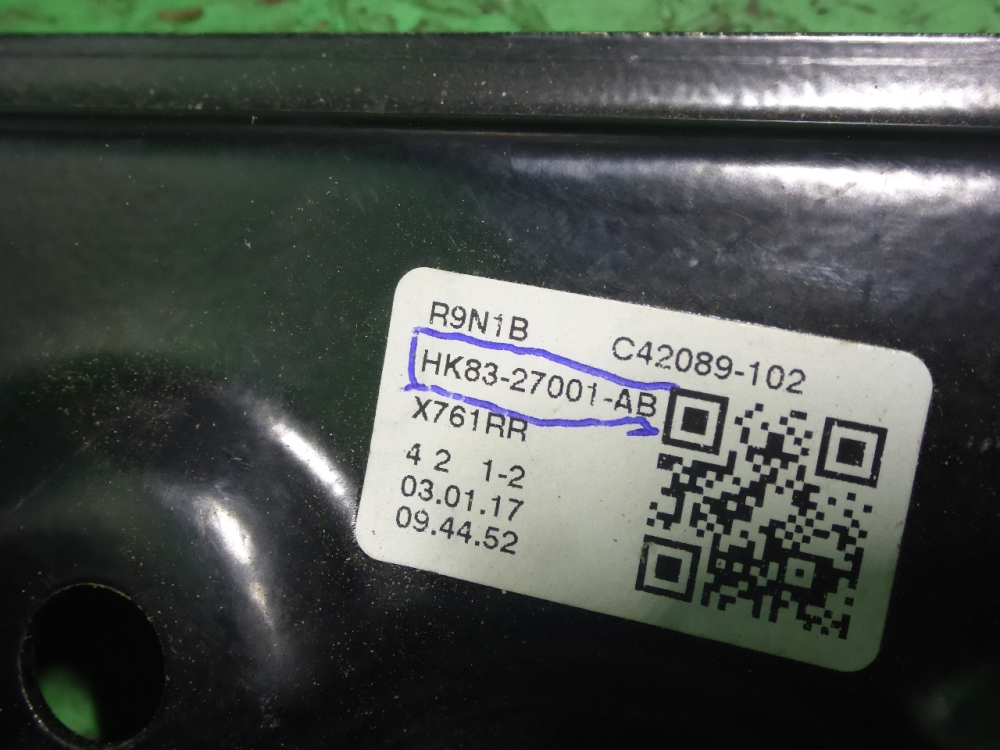 R9N1B
C42089-102
HK83-27001-AB
X761RR
4 2 1-2
03.01.17
09.44.52